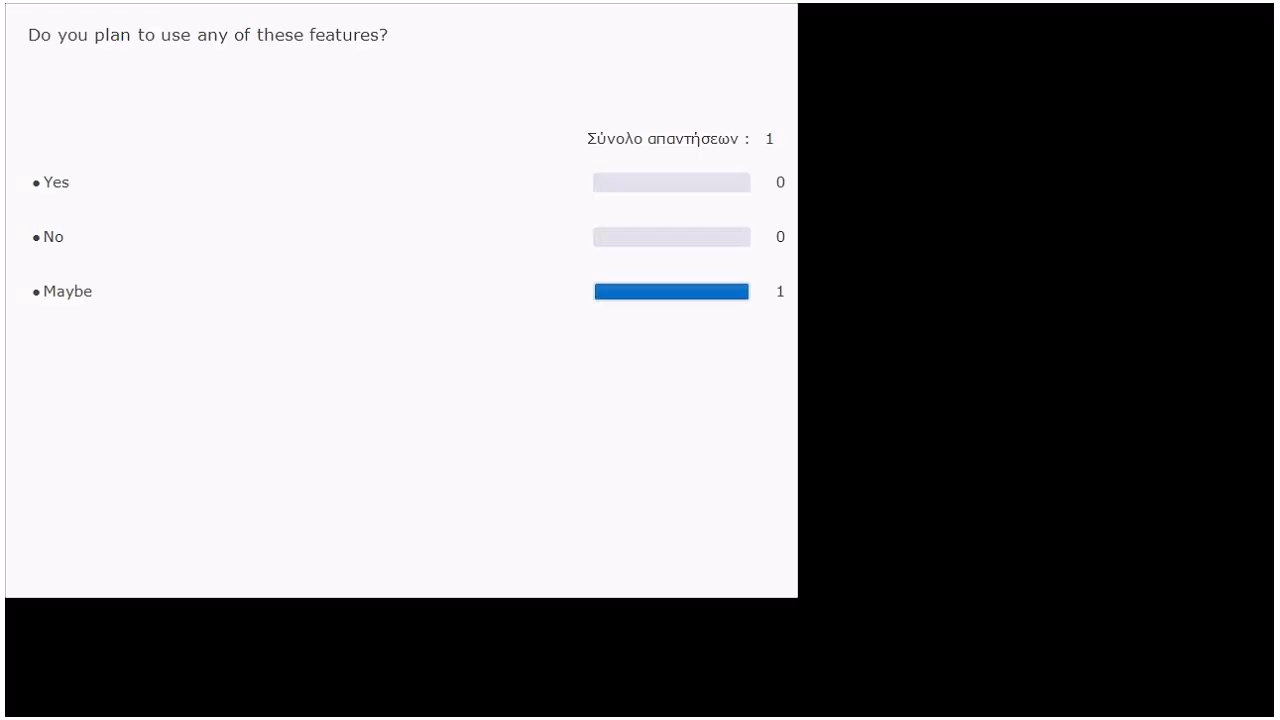 Do you plan to use any of these features?
Σύνολο απαντήσεων : 1
• Yes 0
• No 0
• Maybe 1